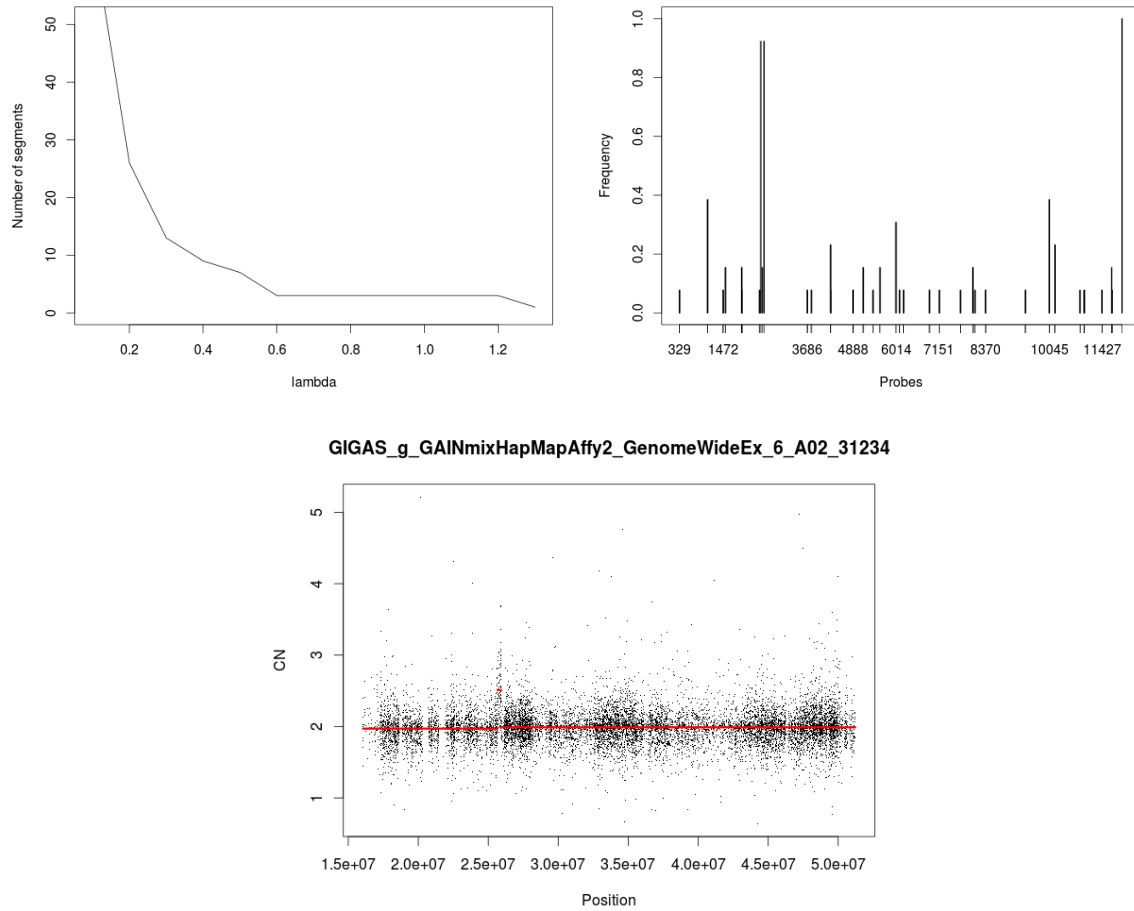 Number of segments
0
10
20
30
40
50
0.2 0.4 0.6 0.8 1.0 1.2
lambda
Frequency
0.0
0.2
0.4
0.6
0.8
1.0
329 1472 3686 4888 6014 7151 8370 10045 11427
Probes
GIGAS_g_GAINmixHapMapAffy2_GenomeWideEx_6_A02_31234
CN
1
2
3
4
5
1.5e+07 2.0e+07 2.5e+07 3.0e+07 3.5e+07 4.0e+07 4.5e+07 5.0e+07
Position